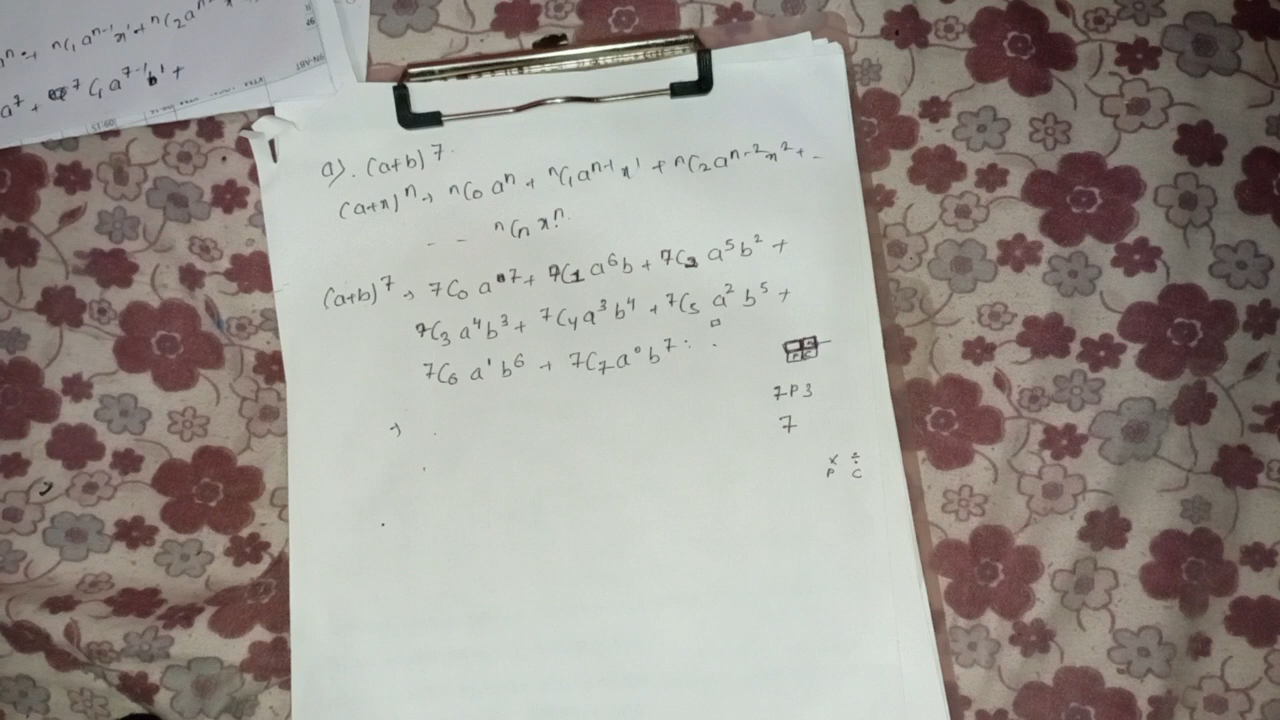 nCn-1 a^n-1 x^1 + nC2 a^n-
a^7 + 7C1 a^7-1 b^1 +
a). (a+b)^7.
(a+x)^n → nC0 a^n + nC1 a^n-1 x^1 + nC2 a^n-2 x^2 + -
- - nCn x^n.
(a+b)^7 → 7C0 a^7 + 7C1 a^6 b + 7C2 a^5 b^2 +
7C3 a^4 b^3 + 7C4 a^3 b^4 + 7C5 a^2 b^5 +
7C6 a^1 b^6 + 7C7 a^0 b^7
→
7P3
7
× ÷
P C